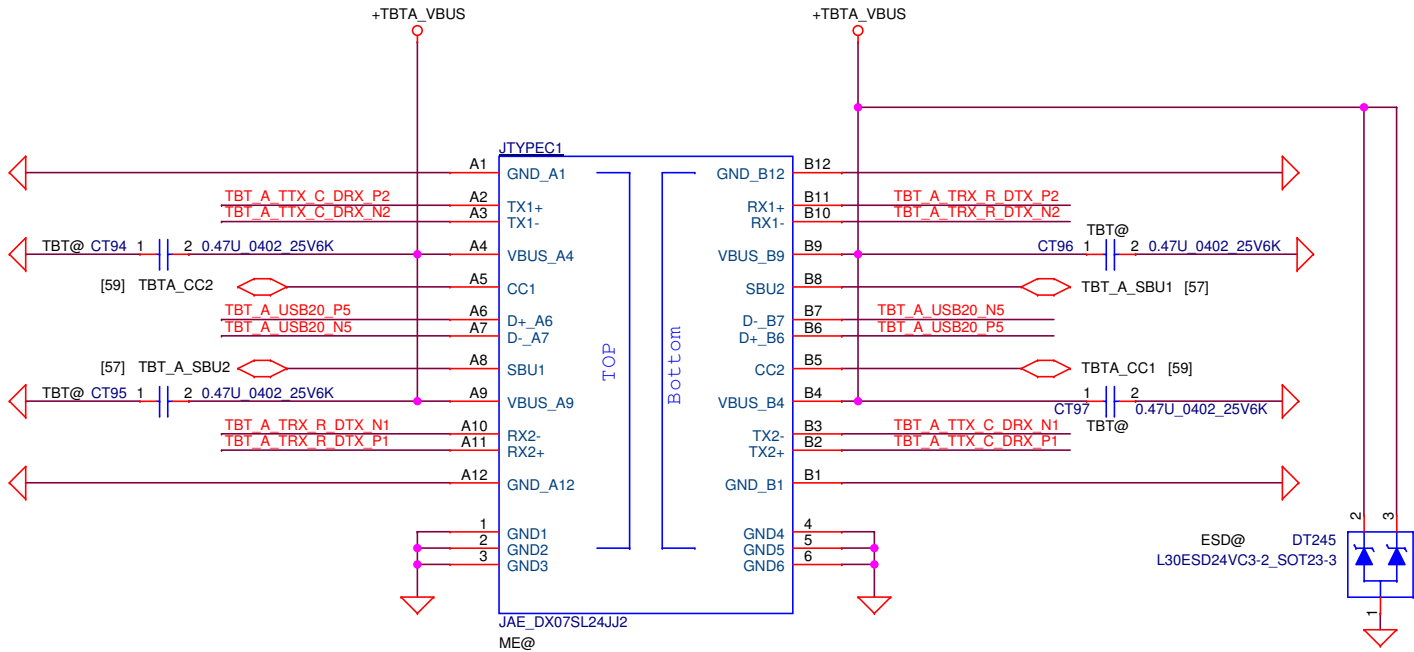 +TBTA_VBUS
+TBTA_VBUS
JTYPEC1
A1 GND_A1 GND_B12 B12
TBT_A_TTX_C_DRX_P2 A2 TX1+ RX1+ B11 TBT_A_TRX_R_DTX_P2
TBT_A_TTX_C_DRX_N2 A3 TX1- RX1- B10 TBT_A_TRX_R_DTX_N2
TBT@
TBT@ CT94 1 2 0.47U_0402_25V6K A4 VBUS_A4 VBUS_B9 B9 CT96 1 2 0.47U_0402_25V6K
[59] TBTA_CC2 A5 CC1 SBU2 B8 TBT_A_SBU1 [57]
TBT_A_USB20_P5 A6 D+_A6 D-_B7 B7 TBT_A_USB20_N5
TBT_A_USB20_N5 A7 D-_A7 D+_B6 B6 TBT_A_USB20_P5
TOP
Bottom
[57] TBT_A_SBU2 A8 SBU1 CC2 B5 TBTA_CC1 [59]
TBT@ CT95 1 2 0.47U_0402_25V6K A9 VBUS_A9 VBUS_B4 B4 1 2
CT97 0.47U_0402_25V6K
TBT@
TBT_A_TRX_R_DTX_N1 A10 RX2- TX2- B3 TBT_A_TTX_C_DRX_N1
TBT_A_TRX_R_DTX_P1 A11 RX2+ TX2+ B2 TBT_A_TTX_C_DRX_P1
A12 GND_A12 GND_B1 B1
1 GND1 GND4 4
2 GND2 GND5 5
3 GND3 GND6 6
2 3
ESD@ DT245
L30ESD24VC3-2_SOT23-3
1
JAE_DX07SL24JJ2
ME@